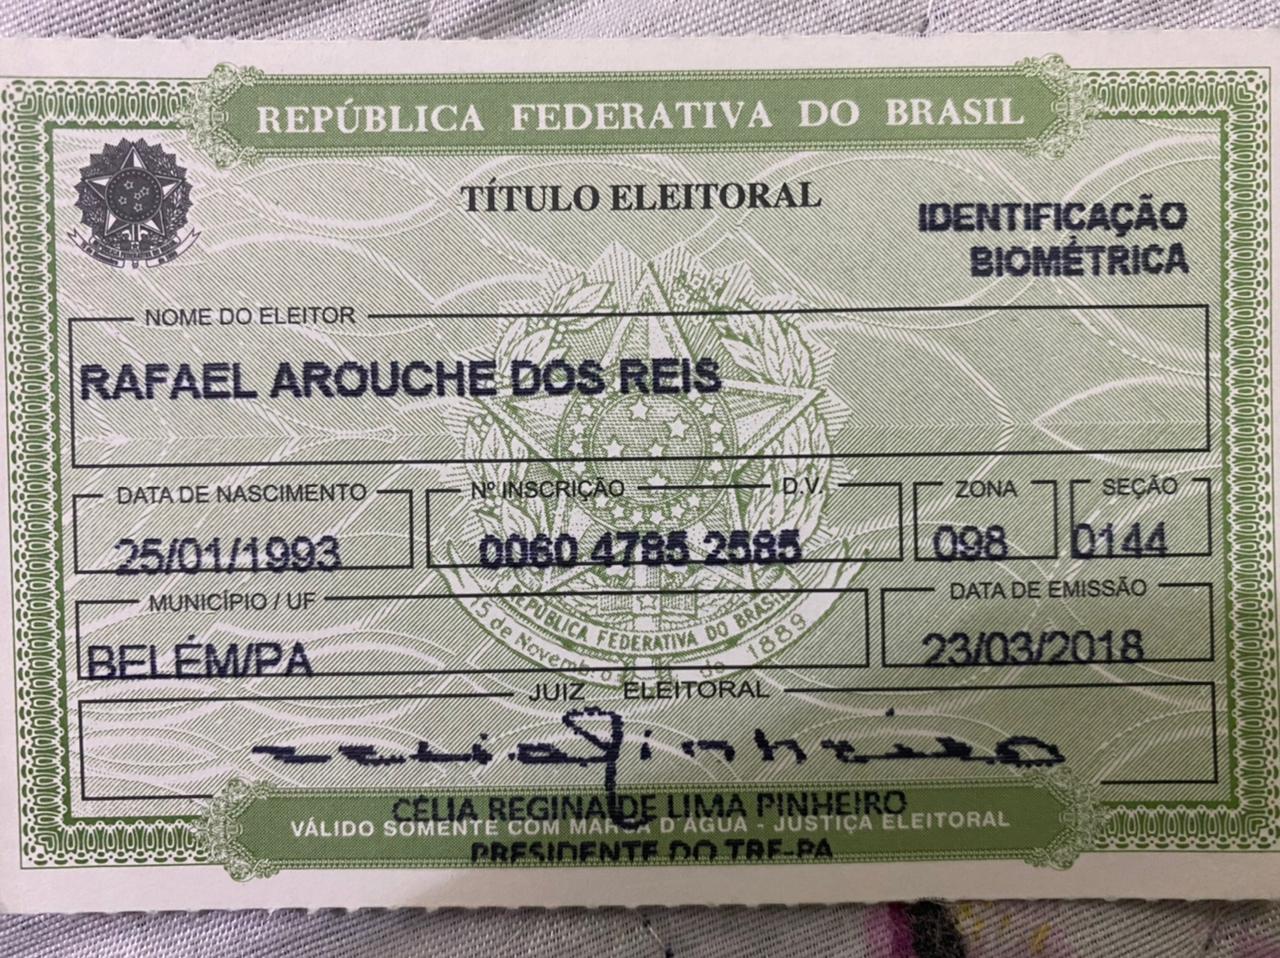 REPÚBLICA FEDERATIVA DO BRASIL
TÍTULO ELEITORAL
IDENTIFICAÇÃO
BIOMÉTRICA
NOME DO ELEITOR
RAFAEL AROUCHE DOS REIS
DATA DE NASCIMENTO Nº INSCRIÇÃO D.V. ZONA SEÇÃO
25/01/1993 0060 4785 2585 098 0144
MUNICÍPIO / UF DATA DE EMISSÃO
BELÉM/PA 23/03/2018
REPÚBLICA FEDERATIVA DO BRASIL
15 de Novembro de 1889
JUIZ ELEITORAL
CÉLIA REGINA DE LIMA PINHEIRO
VÁLIDO SOMENTE COM MARCA D'ÁGUA - JUSTIÇA ELEITORAL
PRESIDENTE DO TRE-PA